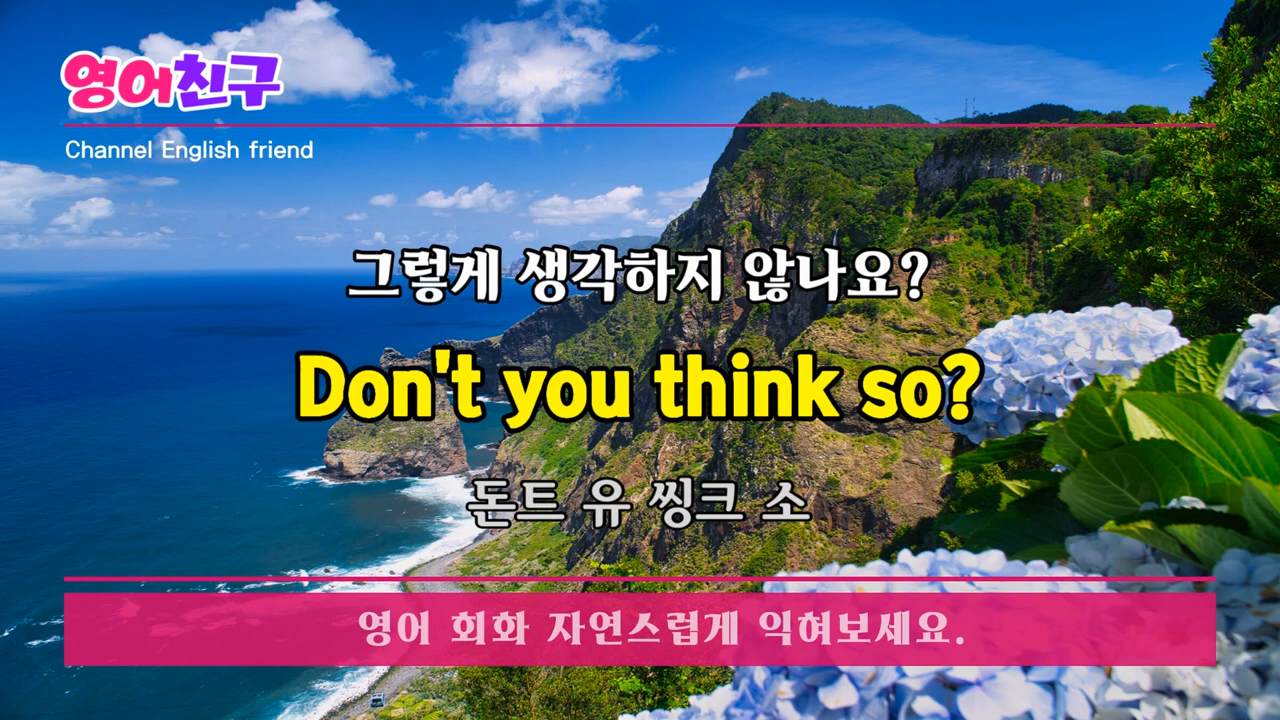 영어친구
Channel English friend
그렇게 생각하지 않나요?
Don't you think so?
돈트 유 씽크 소
영어 회화 자연스럽게 익혀보세요.